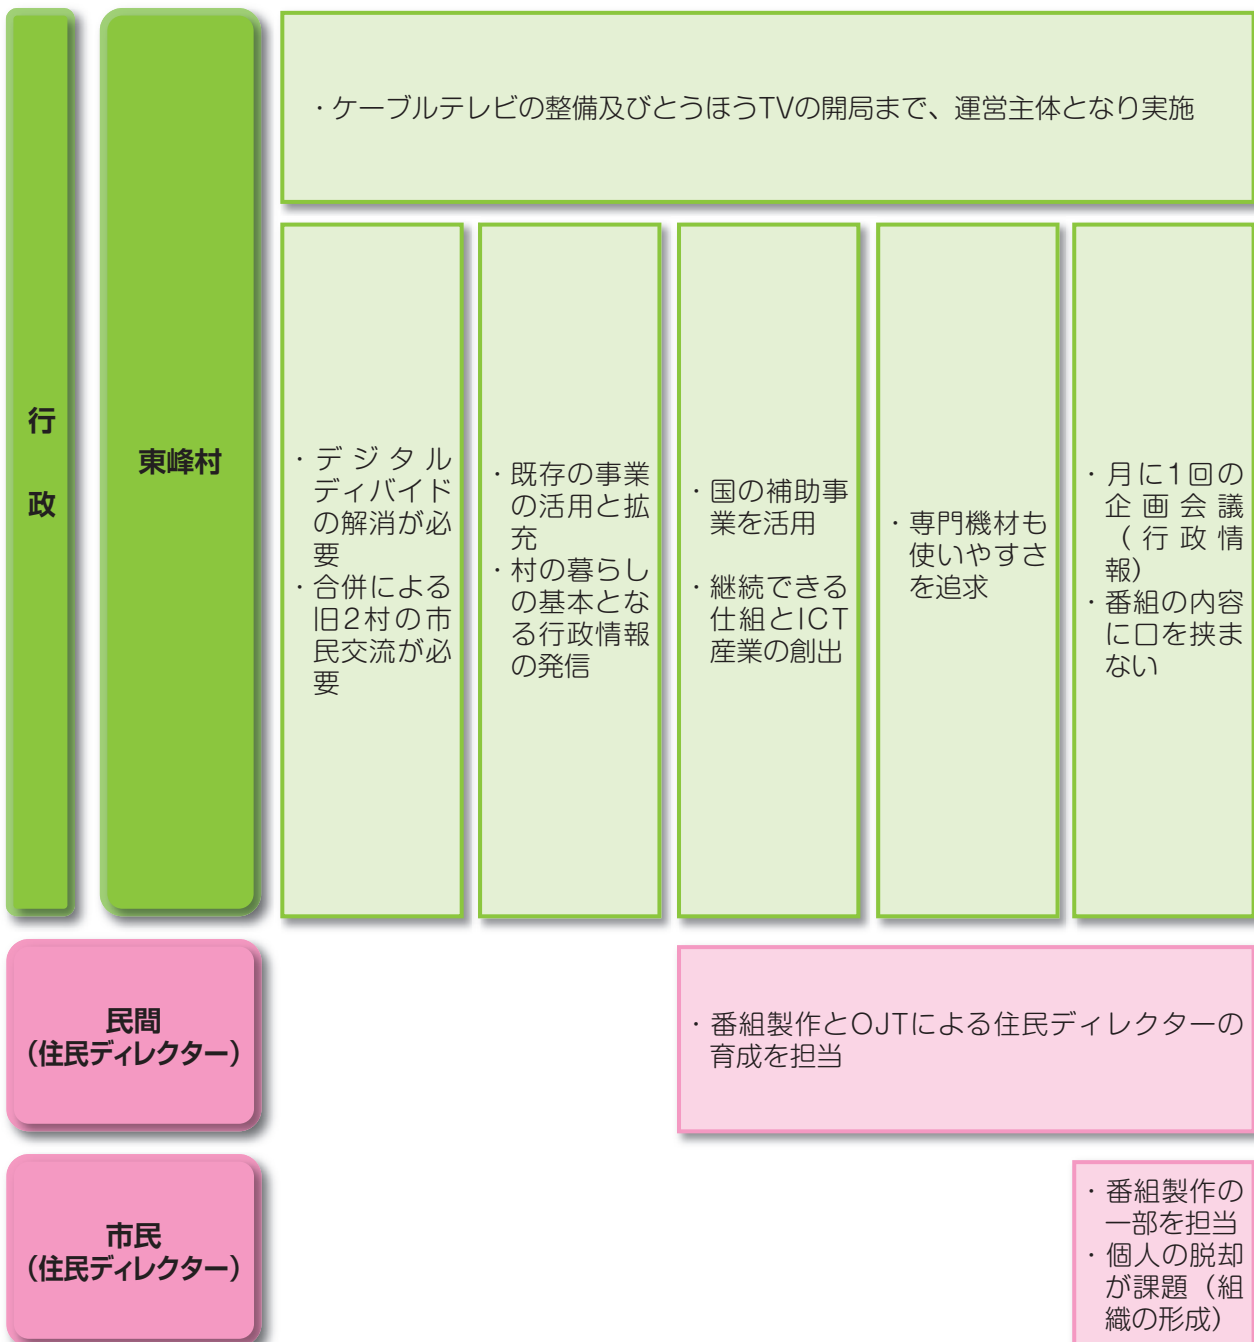 行政
東峰村
・ケーブルテレビの整備及びとうほうTVの開局まで、運営主体となり実施
・デジタル
ディバイド
の解消が必
要
・合併による
旧2村の市
民交流が必
要
・既存の事業
の活用と拡
充
・村の暮らし
の基本とな
る行政情報
の発信
・国の補助事
業を活用
・継続できる
仕組とICT
産業の創出
・専門機材も
使いやすさ
を追求
・月に1回の
企画会議
（行政情
報）
・番組の内容
に口を挟ま
ない
民間
（住民ディレクター）
・番組製作とOJTによる住民ディレクターの
育成を担当
市民
（住民ディレクター）
・番組製作の
一部を担当
・個人の脱却
が課題（組
織の形成）